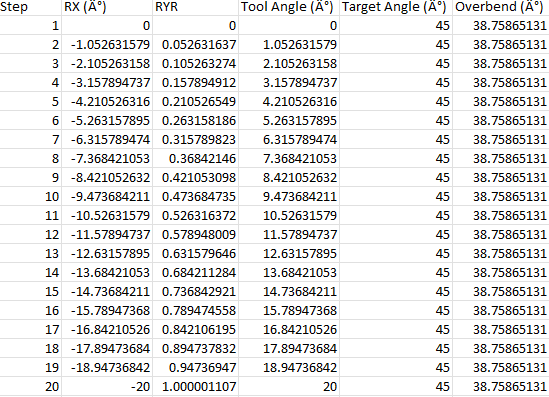 Step RX (Â°) RYR Tool Angle (Â°) Target Angle (Â°) Overbend (Â°)
1 0 0 0 45 38.75865131
2 -1.052631579 0.052631637 1.052631579 45 38.75865131
3 -2.105263158 0.105263274 2.105263158 45 38.75865131
4 -3.157894737 0.157894912 3.157894737 45 38.75865131
5 -4.210526316 0.210526549 4.210526316 45 38.75865131
6 -5.263157895 0.263158186 5.263157895 45 38.75865131
7 -6.315789474 0.315789823 6.315789474 45 38.75865131
8 -7.368421053 0.36842146 7.368421053 45 38.75865131
9 -8.421052632 0.421053098 8.421052632 45 38.75865131
10 -9.473684211 0.473684735 9.473684211 45 38.75865131
11 -10.52631579 0.526316372 10.52631579 45 38.75865131
12 -11.57894737 0.578948009 11.57894737 45 38.75865131
13 -12.63157895 0.631579646 12.63157895 45 38.75865131
14 -13.68421053 0.684211284 13.68421053 45 38.75865131
15 -14.73684211 0.736842921 14.73684211 45 38.75865131
16 -15.78947368 0.789474558 15.78947368 45 38.75865131
17 -16.84210526 0.842106195 16.84210526 45 38.75865131
18 -17.89473684 0.894737832 17.89473684 45 38.75865131
19 -18.94736842 0.94736947 18.94736842 45 38.75865131
20 -20 1.000001107 20 45 38.75865131